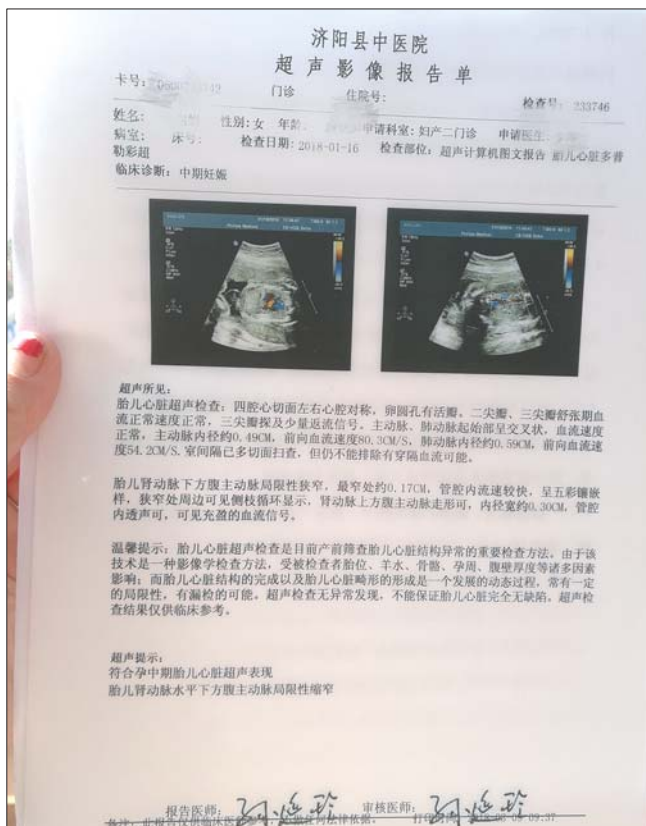 济阳县中医院
超声影像报告单
卡号: 门诊 住院号: 检查号: 233746
姓名: 性别: 女 年龄: 申请科室: 妇产二门诊 申请医生:
病室: 床号: 检查日期: 2018-01-16 检查部位: 超声计算机图文报告 胎儿心脏多普
勒彩超
临床诊断: 中期妊娠
超声所见:
胎儿心脏超声检查: 四腔心切面左右心腔对称, 卵圆孔有活瓣。二尖瓣、三尖瓣舒张期血
流正常速度正常, 三尖瓣探及少量返流信号。主动脉、肺动脉起始部呈交叉状, 血流速度
正常, 主动脉内径约0.49CM, 前向血流速度80.3CM/S, 肺动脉内径约0.59CM, 前向血流速
度54.2CM/S. 室间隔已多切面扫查, 但仍不能排除有穿隔血流可能。
胎儿肾动脉下方腹主动脉局限性狭窄, 最窄处约0.17CM, 管腔内流速较快, 呈五彩镶嵌
样, 狭窄处周边可见侧枝循环显示, 肾动脉上方腹主动脉走形可, 内径宽约0.30CM, 管腔
内透声可, 可见充盈的血流信号。
温馨提示: 胎儿心脏超声检查是目前产前筛查胎儿心脏结构异常的重要检查方法。由于该
技术是一种影像学检查方法, 受被检查者胎位、羊水、骨骼、孕周、腹壁厚度等诸多因素
影响; 而胎儿心脏结构的完成以及胎儿心脏畸形的形成是一个发展的动态过程, 常有一定
的局限性, 有漏检的可能。超声检查无异常发现, 不能保证胎儿心脏完全无缺陷。超声检
查结果仅供临床参考。
超声提示:
符合孕中期胎儿心脏超声表现
胎儿肾动脉水平下方腹主动脉局限性缩窄
报告医师: 审核医师: